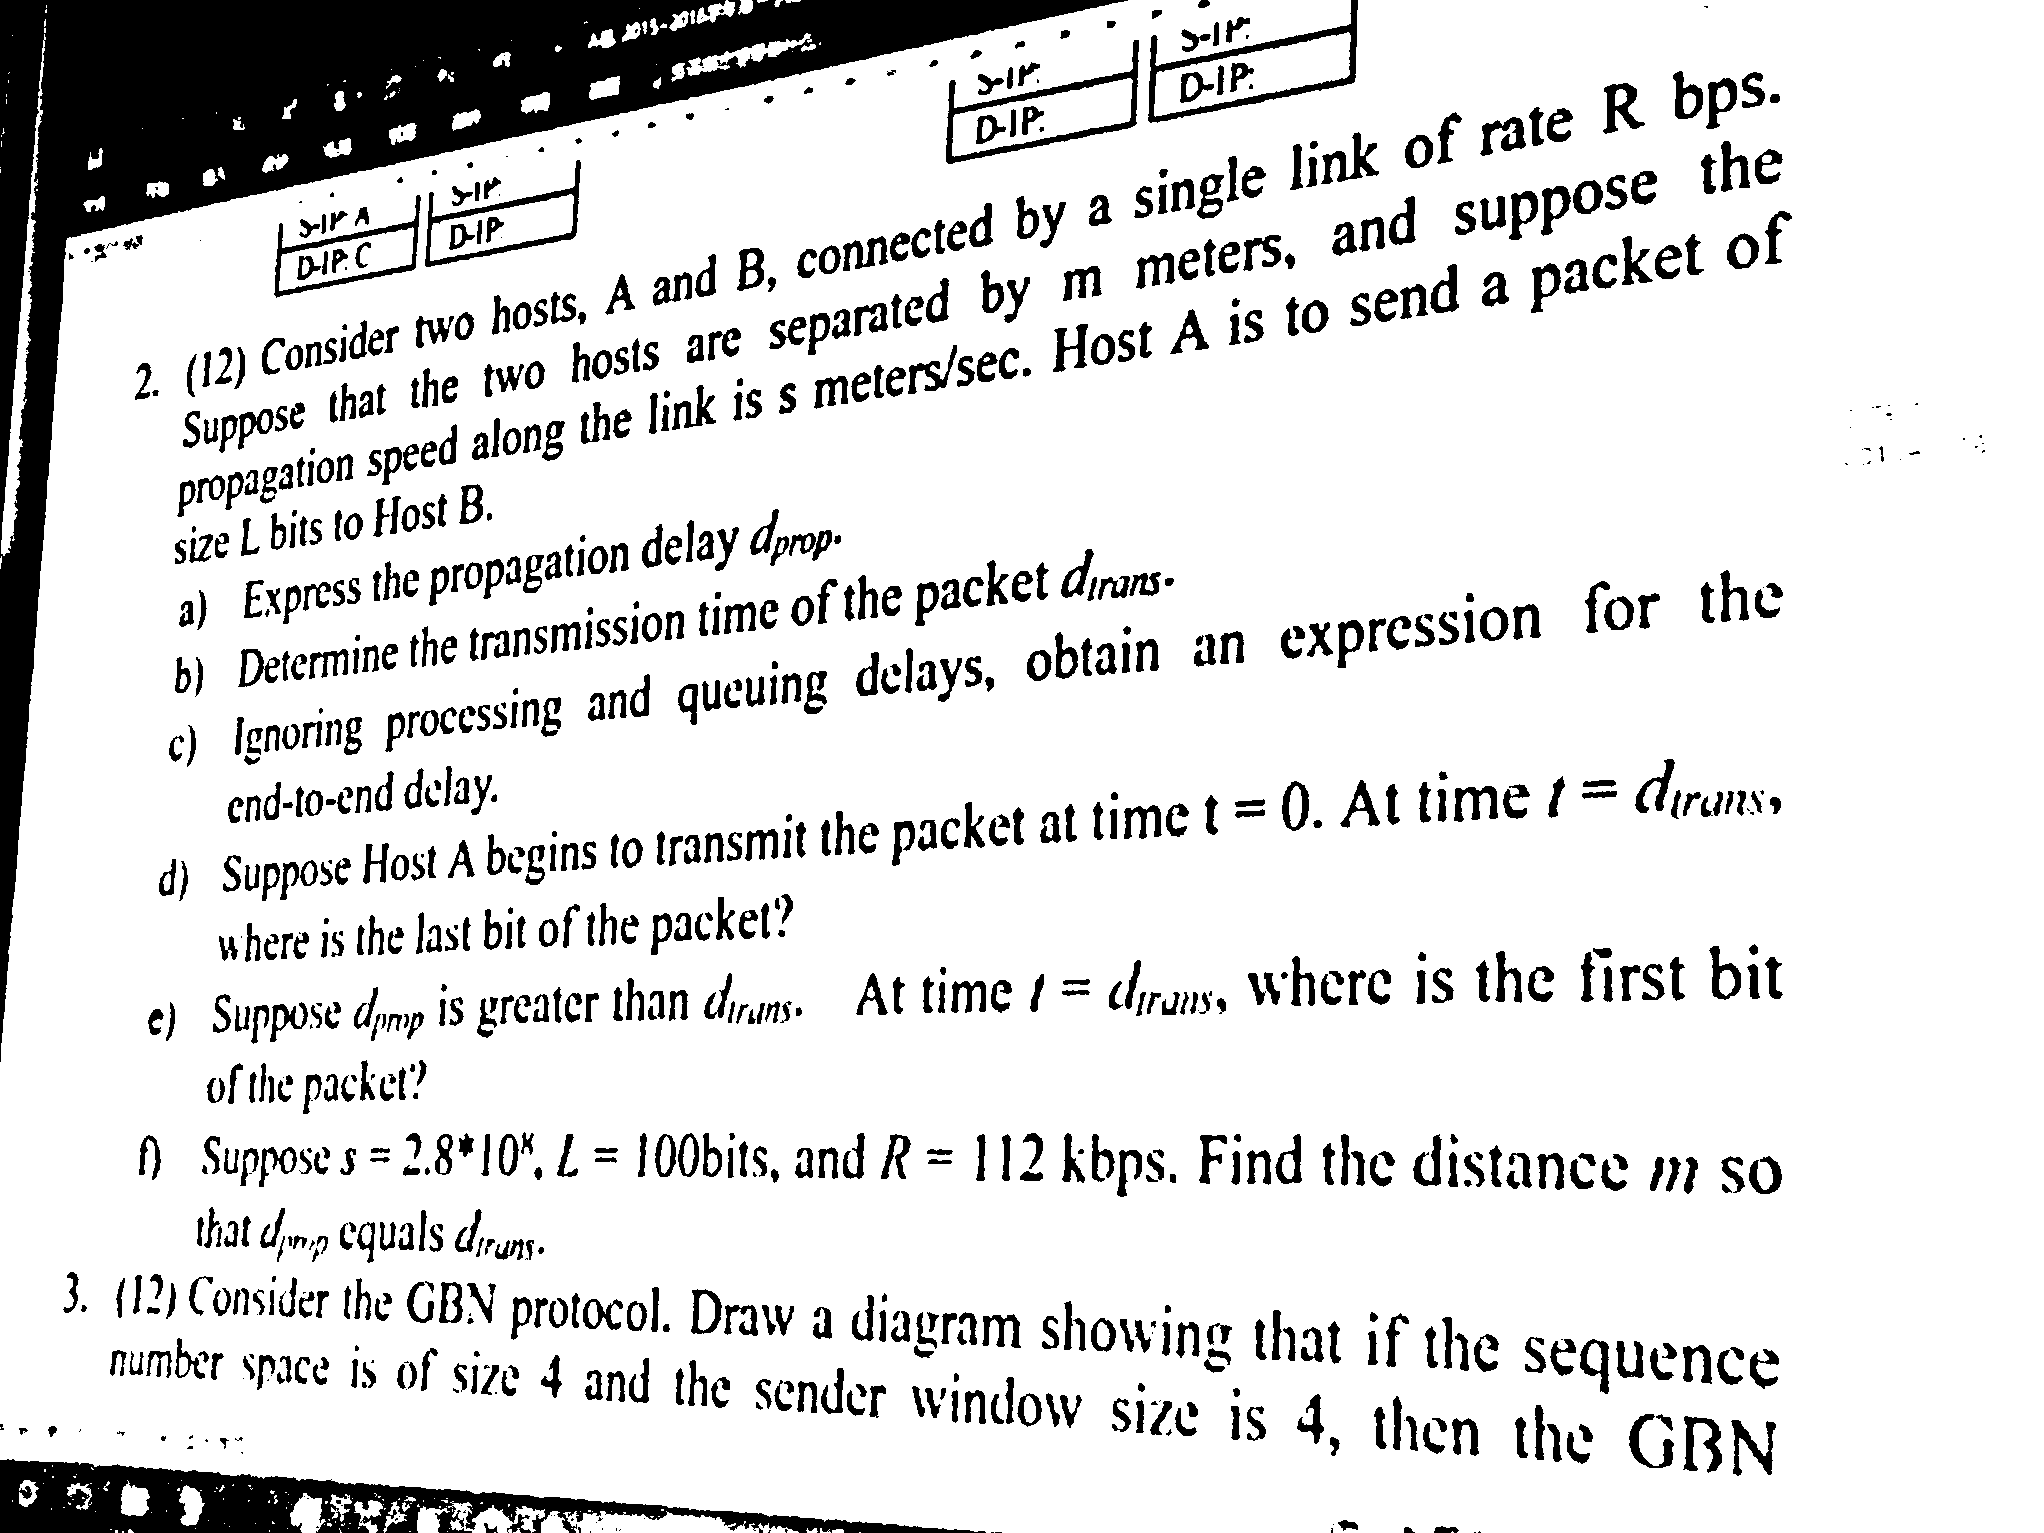 S-IP:
D-IP:
S-IP:
D-IP:
S-IP A
D-IP: C
S-IP
D-IP
2. (12) Consider two hosts, A and B, connected by a single link of rate R bps.
Suppose that the two hosts are separated by m meters, and suppose the
propagation speed along the link is s meters/sec. Host A is to send a packet of
size L bits to Host B.
a) Express the propagation delay dprop.
b) Determine the transmission time of the packet dtrans.
c) Ignoring processing and queuing delays, obtain an expression for the
end-to-end delay.
d) Suppose Host A begins to transmit the packet at time t = 0. At time t = dtrans,
where is the last bit of the packet?
e) Suppose dprop is greater than dtrans. At time t = dtrans, where is the first bit
of the packet?
f) Suppose s = 2.8*10⁸, L = 100bits, and R = 112 kbps. Find the distance m so
that dprop equals dtrans.
3. (12) Consider the GBN protocol. Draw a diagram showing that if the sequence
number space is of size 4 and the sender window size is 4, then the GBN